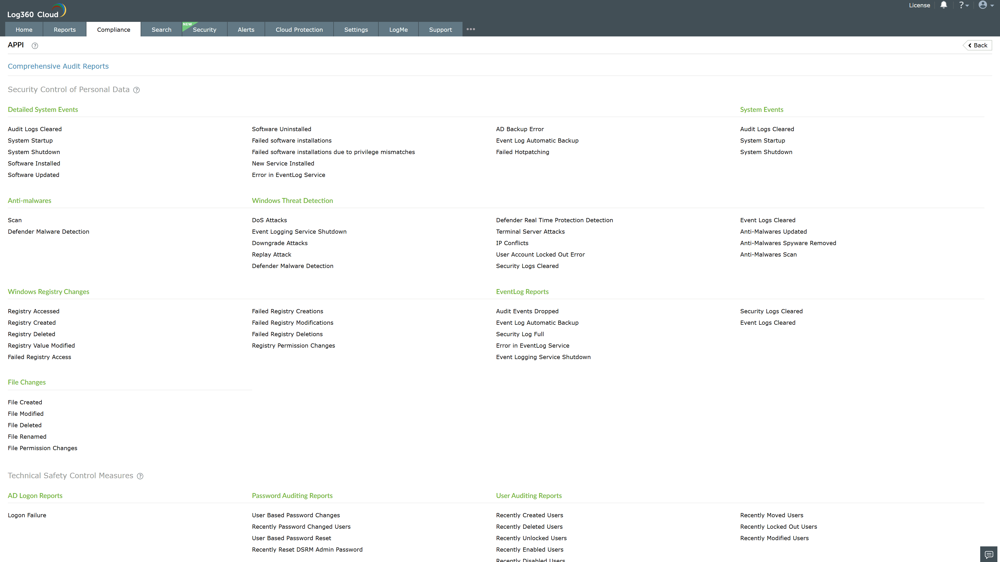 Log360 Cloud
License
?
Home
Reports
Compliance
Search
NEW
Security
Alerts
Cloud Protection
Settings
LogMe
Support
•••
APPI ?
Back
Comprehensive Audit Reports
Security Control of Personal Data ?
Detailed System Events
Audit Logs Cleared
System Startup
System Shutdown
Software Installed
Software Updated
Software Uninstalled
Failed software installations
Failed software installations due to privilege mismatches
New Service Installed
Error in EventLog Service
AD Backup Error
Event Log Automatic Backup
Failed Hotpatching
System Events
Audit Logs Cleared
System Startup
System Shutdown
Anti-malwares
Scan
Defender Malware Detection
Windows Threat Detection
DoS Attacks
Event Logging Service Shutdown
Downgrade Attacks
Replay Attack
Defender Malware Detection
Defender Real Time Protection Detection
Terminal Server Attacks
IP Conflicts
User Account Locked Out Error
Security Logs Cleared
Event Logs Cleared
Anti-Malwares Updated
Anti-Malwares Spyware Removed
Anti-Malwares Scan
Windows Registry Changes
Registry Accessed
Registry Created
Registry Deleted
Registry Value Modified
Failed Registry Access
Failed Registry Creations
Failed Registry Modifications
Failed Registry Deletions
Registry Permission Changes
EventLog Reports
Audit Events Dropped
Event Log Automatic Backup
Security Log Full
Error in EventLog Service
Event Logging Service Shutdown
Security Logs Cleared
Event Logs Cleared
File Changes
File Created
File Modified
File Deleted
File Renamed
File Permission Changes
Technical Safety Control Measures ?
AD Logon Reports
Logon Failure
Password Auditing Reports
User Based Password Changes
Recently Password Changed Users
User Based Password Reset
Recently Reset DSRM Admin Password
User Auditing Reports
Recently Created Users
Recently Deleted Users
Recently Unlocked Users
Recently Enabled Users
Recently Disabled Users
Recently Moved Users
Recently Locked Out Users
Recently Modified Users